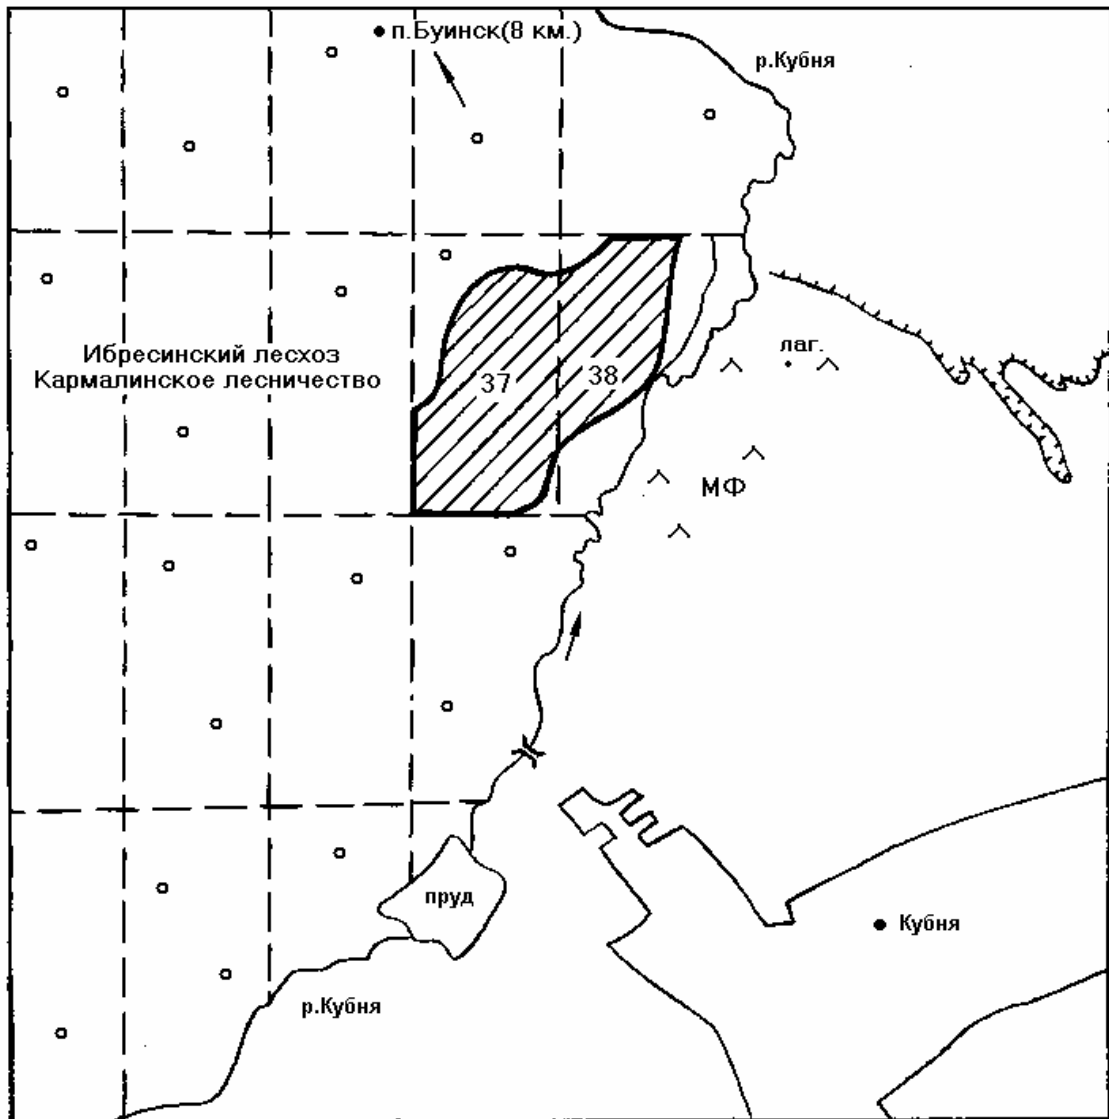 п.Буинск(8 км.)
р.Кубня
лаг.
Ибресинский лесхоз
Кармалинское лесничество
37
38
МФ
пруд
Кубня
р.Кубня